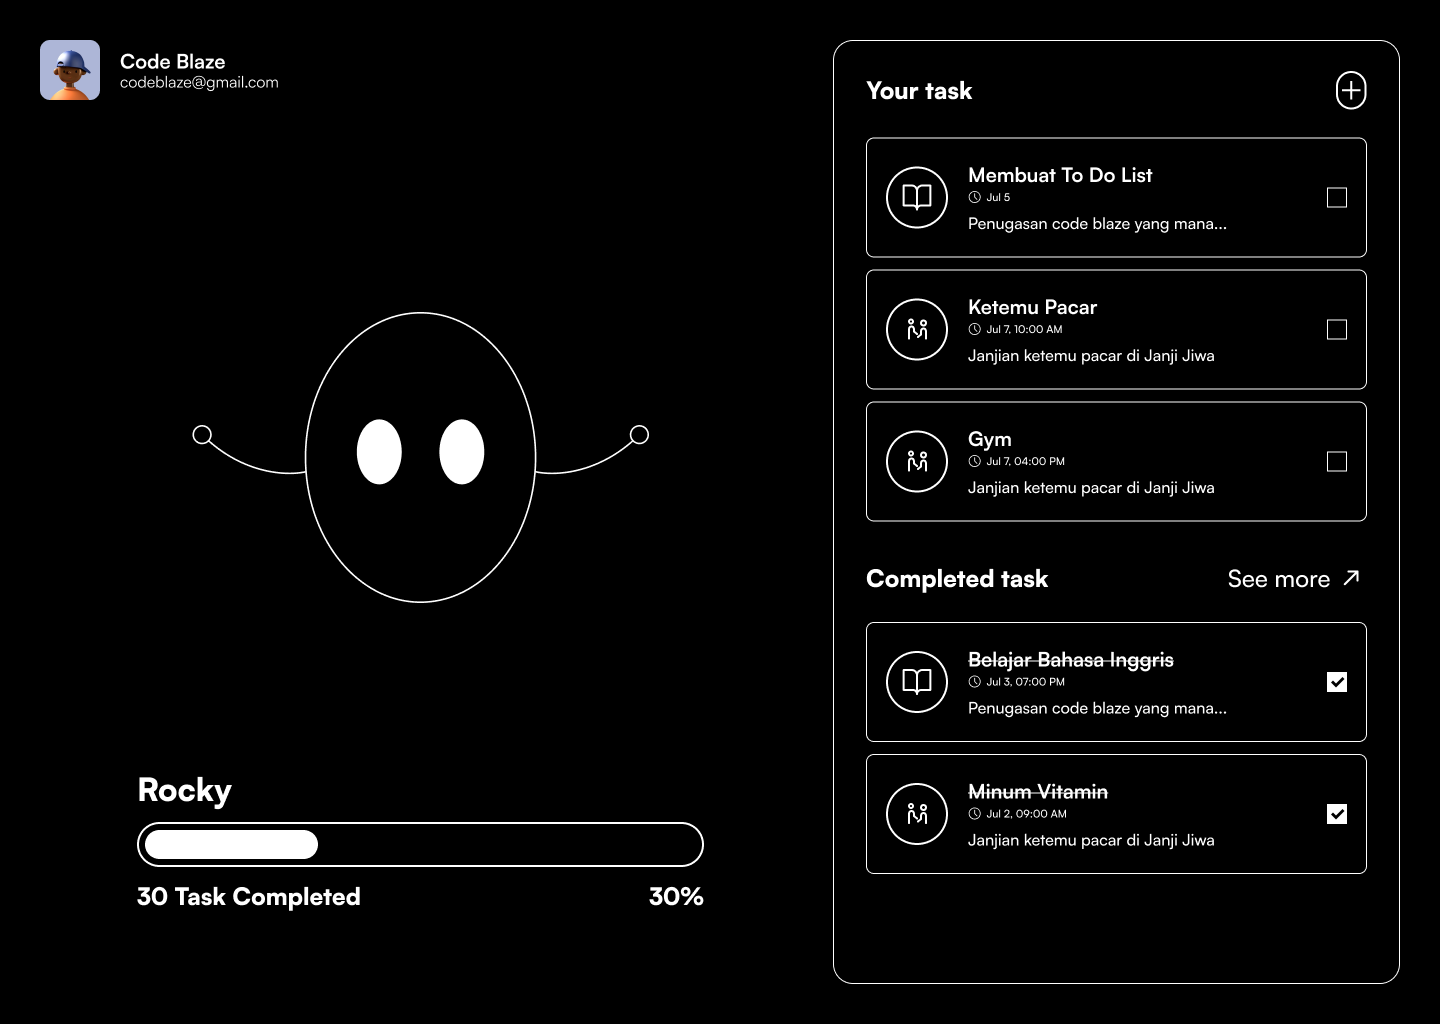 Code Blaze
codeblaze@gmail.com
Rocky
30 Task Completed
30%
Your task
Membuat To Do List
Jul 5
Penugasan code blaze yang mana...
Ketemu Pacar
Jul 7, 10:00 AM
Janjian ketemu pacar di Janji Jiwa
Gym
Jul 7, 04:00 PM
Janjian ketemu pacar di Janji Jiwa
Completed task
See more
Belajar Bahasa Inggris
Jul 3, 07:00 PM
Penugasan code blaze yang mana...
Minum Vitamin
Jul 2, 09:00 AM
Janjian ketemu pacar di Janji Jiwa